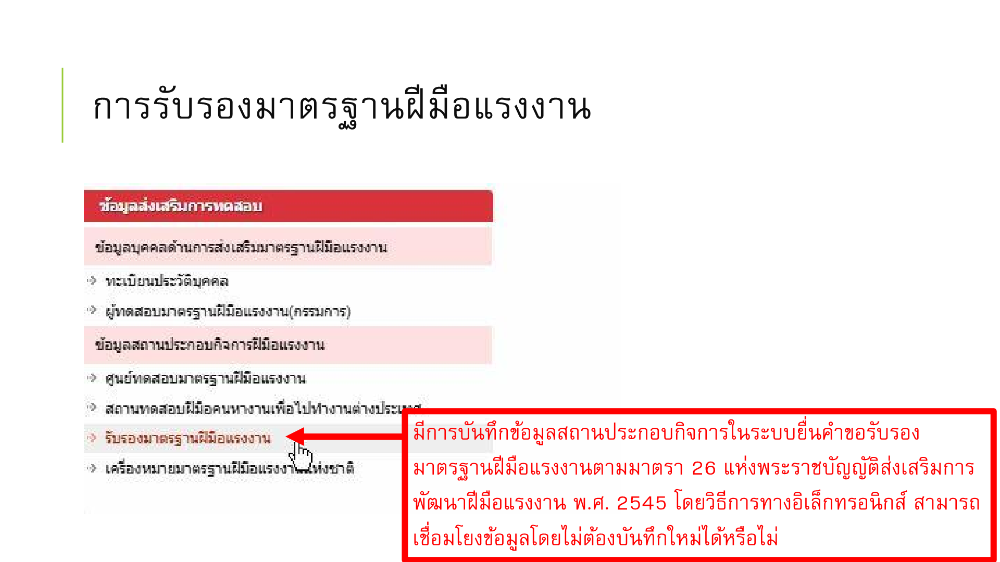 การรับรองมาตรฐานฝีมือแรงงาน
ข้อมูลส่งเสริมการทดสอบ
ข้อมูลบุคคลด้านการส่งเสริมมาตรฐานฝีมือแรงงาน
ทะเบียนประวัติบุคคล
ผู้ทดสอบมาตรฐานฝีมือแรงงาน(กรรมการ)
ข้อมูลสถานประกอบกิจการฝีมือแรงงาน
ศูนย์ทดสอบมาตรฐานฝีมือแรงงาน
สถานทดสอบฝีมือคนหางานเพื่อไปทำงานต่างประเทศ
รับรองมาตรฐานฝีมือแรงงาน
เครื่องหมายมาตรฐานฝีมือแรงงานแห่งชาติ
มีการบันทึกข้อมูลสถานประกอบกิจการในระบบยื่นคำขอรับรอง
มาตรฐานฝีมือแรงงานตามมาตรา 26 แห่งพระราชบัญญัติส่งเสริมการ
พัฒนาฝีมือแรงงาน พ.ศ. 2545 โดยวิธีการทางอิเล็กทรอนิกส์ สามารถ
เชื่อมโยงข้อมูลโดยไม่ต้องบันทึกใหม่ได้หรือไม่